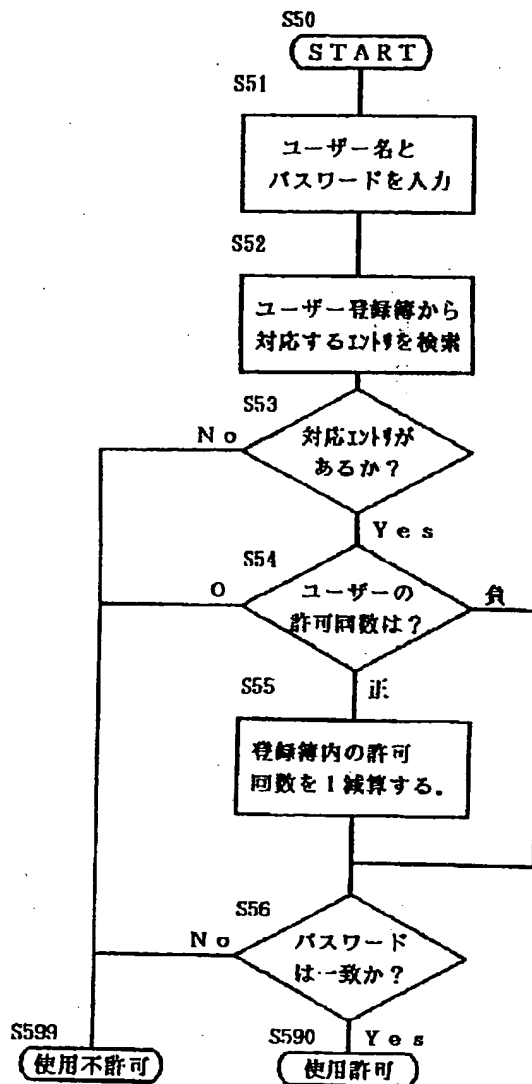 S50
START
S51
ユーザー名と
パスワードを入力
S52
ユーザー登録簿から
対応するエントリを検索
S53
No
対応エントリが
あるか?
Yes
S54
0
ユーザーの
許可回数は?
負
正
S55
登録簿内の許可
回数を1減算する。
S56
No
パスワード
は一致か?
Yes
S599
使用不許可
S590
使用許可